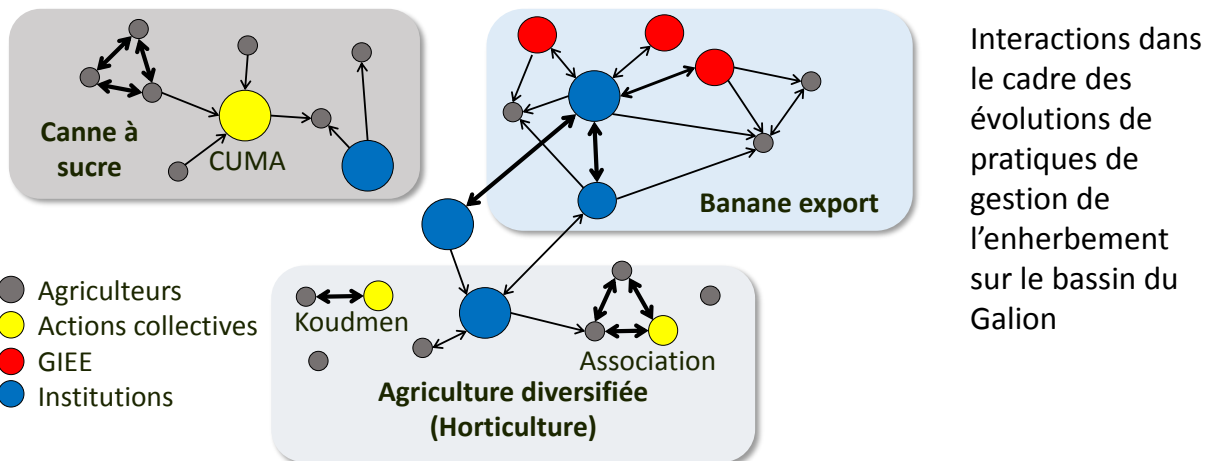 Canne à
sucre
CUMA
Banane export
Interactions dans
le cadre des
évolutions de
pratiques de
gestion de
l'enherbement
sur le bassin du
Galion
Agriculteurs
Actions collectives
GIEE
Institutions
Koudmen
Association
Agriculture diversifiée
(Horticulture)